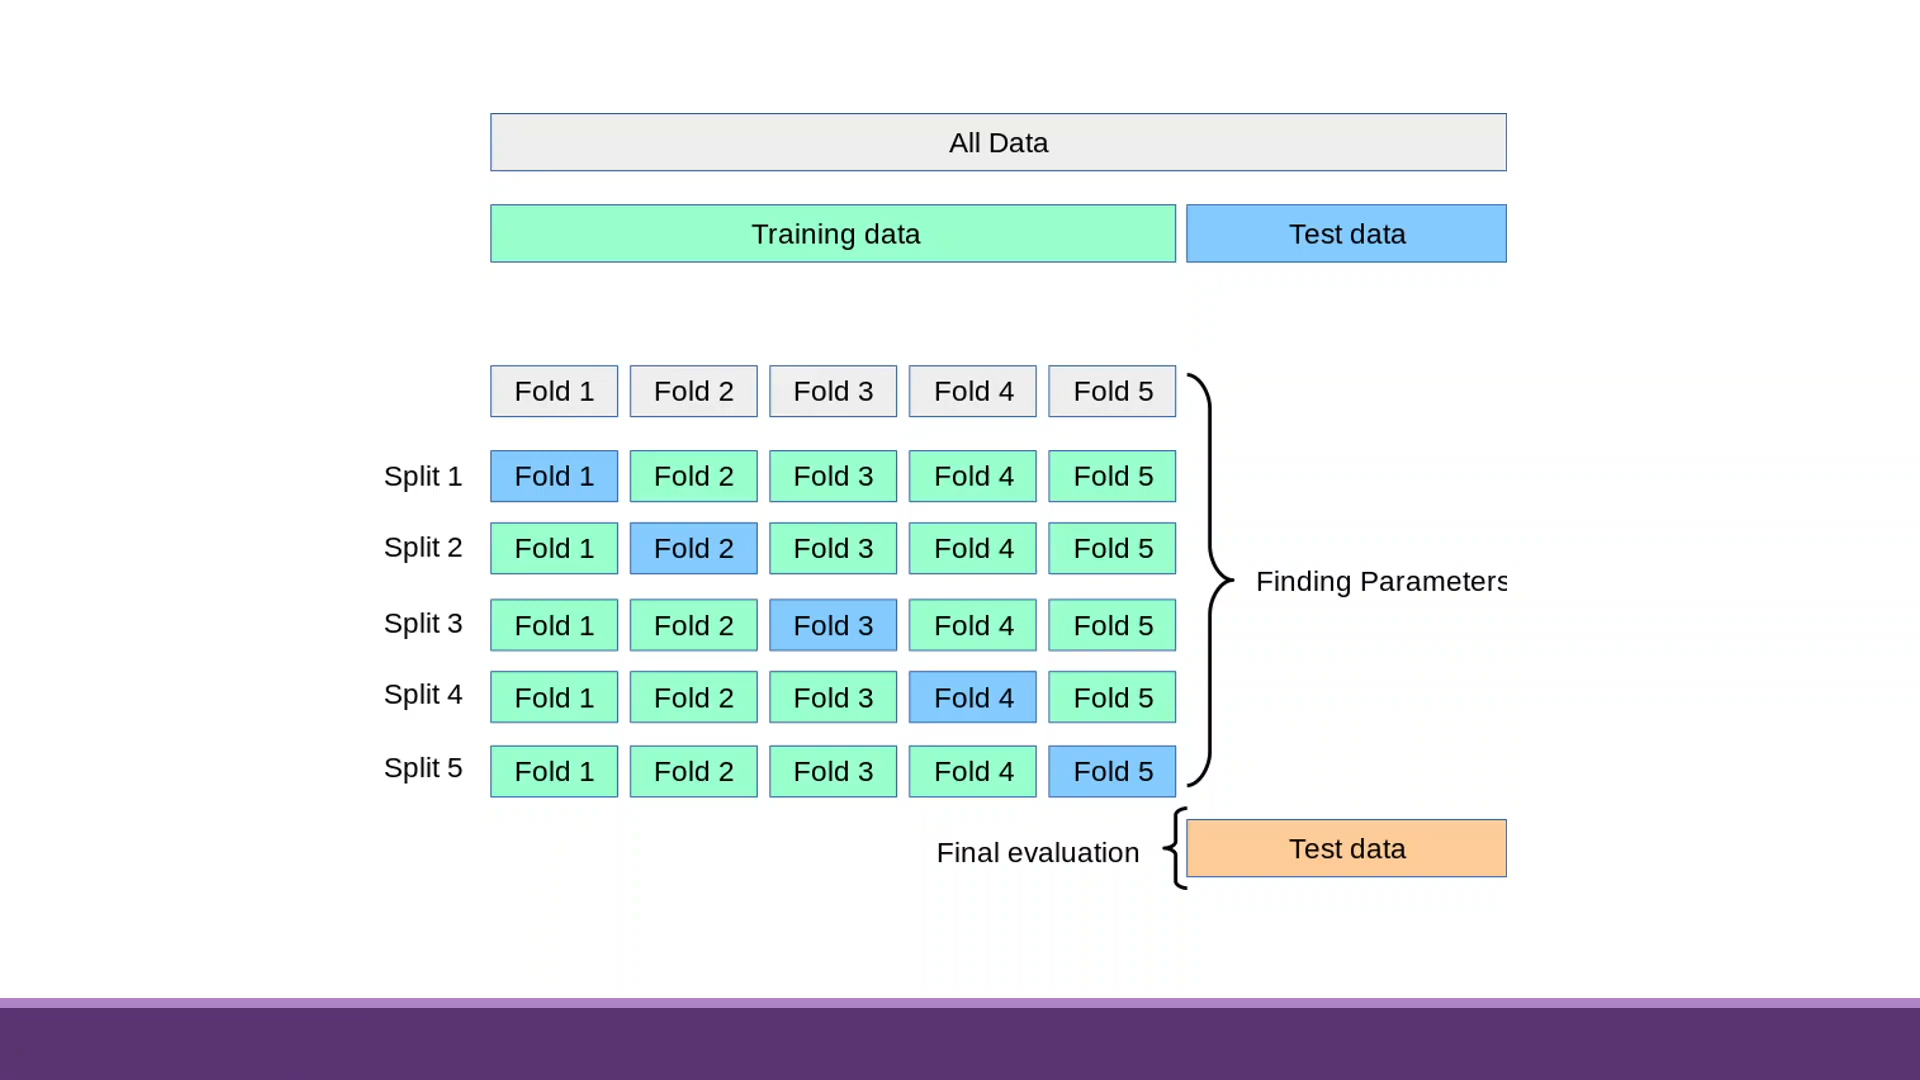 All Data
Training data Test data
Fold 1 Fold 2 Fold 3 Fold 4 Fold 5
Split 1 Fold 1 Fold 2 Fold 3 Fold 4 Fold 5
Split 2 Fold 1 Fold 2 Fold 3 Fold 4 Fold 5
Finding Parameters
Split 3 Fold 1 Fold 2 Fold 3 Fold 4 Fold 5
Split 4 Fold 1 Fold 2 Fold 3 Fold 4 Fold 5
Split 5 Fold 1 Fold 2 Fold 3 Fold 4 Fold 5
Final evaluation Test data